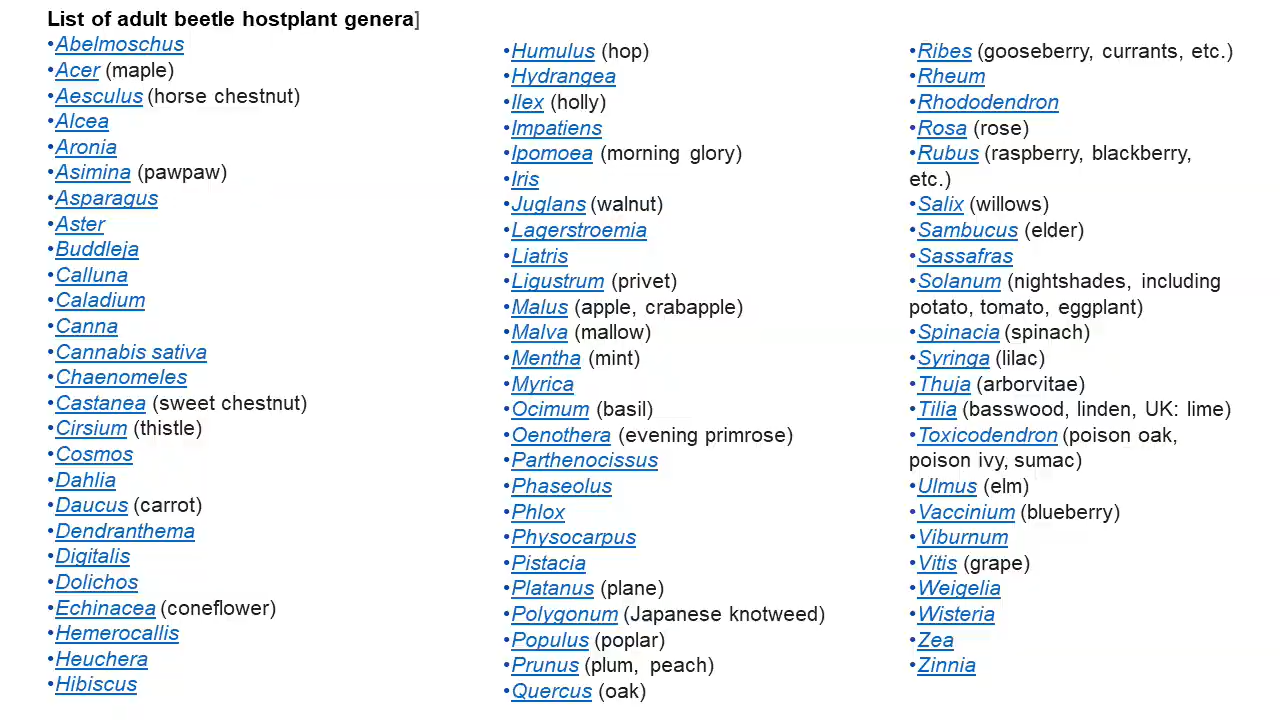 List of adult beetle hostplant genera]
•Abelmoschus
•Acer (maple)
•Aesculus (horse chestnut)
•Alcea
•Aronia
•Asimina (pawpaw)
•Asparagus
•Aster
•Buddleja
•Calluna
•Caladium
•Canna
•Cannabis sativa
•Chaenomeles
•Castanea (sweet chestnut)
•Cirsium (thistle)
•Cosmos
•Dahlia
•Daucus (carrot)
•Dendranthema
•Digitalis
•Dolichos
•Echinacea (coneflower)
•Hemerocallis
•Heuchera
•Hibiscus
•Humulus (hop)
•Hydrangea
•Ilex (holly)
•Impatiens
•Ipomoea (morning glory)
•Iris
•Juglans (walnut)
•Lagerstroemia
•Liatris
•Ligustrum (privet)
•Malus (apple, crabapple)
•Malva (mallow)
•Mentha (mint)
•Myrica
•Ocimum (basil)
•Oenothera (evening primrose)
•Parthenocissus
•Phaseolus
•Phlox
•Physocarpus
•Pistacia
•Platanus (plane)
•Polygonum (Japanese knotweed)
•Populus (poplar)
•Prunus (plum, peach)
•Quercus (oak)
•Ribes (gooseberry, currants, etc.)
•Rheum
•Rhododendron
•Rosa (rose)
•Rubus (raspberry, blackberry,
etc.)
•Salix (willows)
•Sambucus (elder)
•Sassafras
•Solanum (nightshades, including
potato, tomato, eggplant)
•Spinacia (spinach)
•Syringa (lilac)
•Thuja (arborvitae)
•Tilia (basswood, linden, UK: lime)
•Toxicodendron (poison oak,
poison ivy, sumac)
•Ulmus (elm)
•Vaccinium (blueberry)
•Viburnum
•Vitis (grape)
•Weigelia
•Wisteria
•Zea
•Zinnia